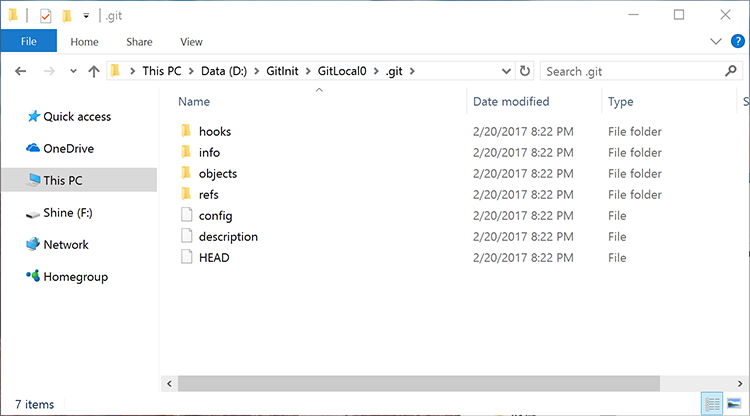 .git
File Home Share View
This PC Data (D:) GitInit GitLocal0 .git Search .git
Name Date modified Type S
Quick access
OneDrive
This PC
Shine (F:)
Network
Homegroup
hooks 2/20/2017 8:22 PM File folder
info 2/20/2017 8:22 PM File folder
objects 2/20/2017 8:22 PM File folder
refs 2/20/2017 8:22 PM File folder
config 2/20/2017 8:22 PM File
description 2/20/2017 8:22 PM File
HEAD 2/20/2017 8:22 PM File
7 items